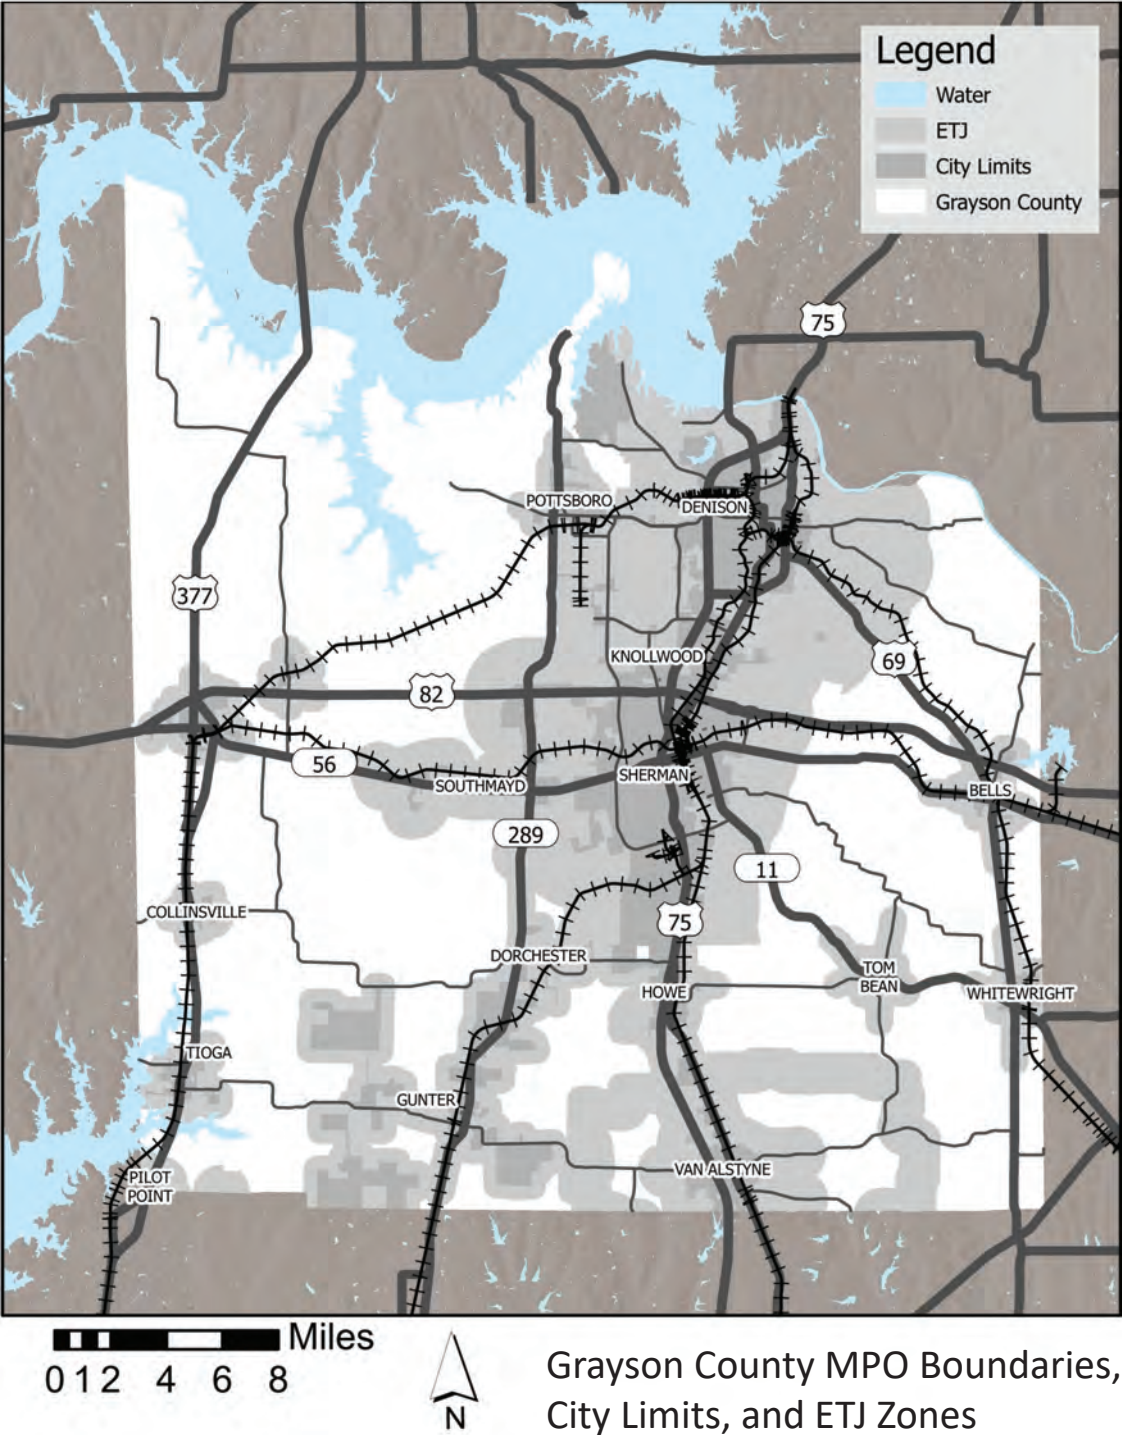 Legend
Water
ETJ
City Limits
Grayson County
75
POTTSBORO
DENISON
377
KNOLLWOOD
69
82
56
SHERMAN
SOUTHMAYD
BELLS
289
11
COLLINSVILLE
75
DORCHESTER
TOM
BEAN
HOWE
WHITEWRIGHT
TIOGA
GUNTER
VAN ALSTYNE
PILOT
POINT
Miles
0 1 2 4 6 8
N
Grayson County MPO Boundaries,
City Limits, and ETJ Zones